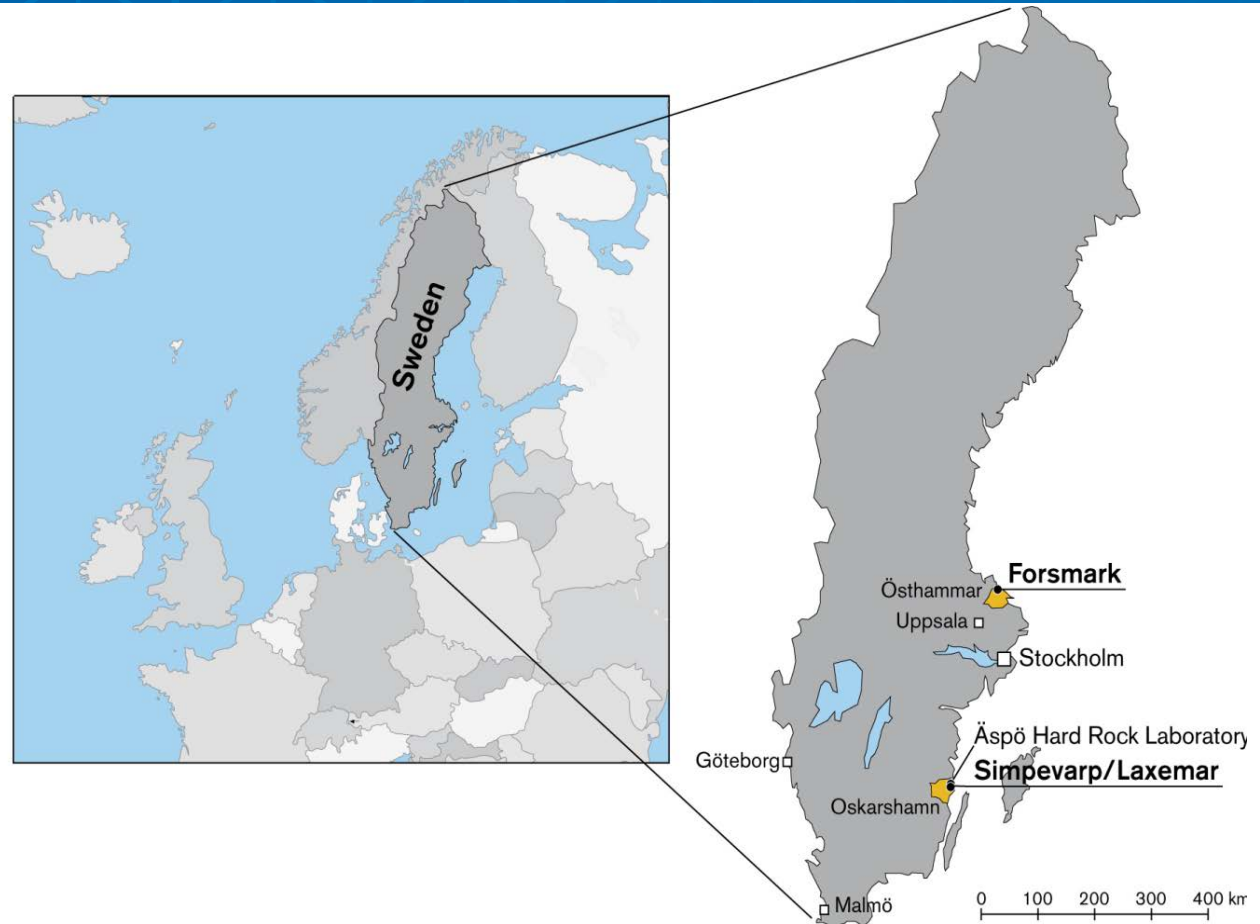 Sweden
Forsmark
Östhammar
Uppsala
Stockholm
Äspö Hard Rock Laboratory
Göteborg
Simpevarp/Laxemar
Oskarshamn
Malmö
0 100 200 300 400 km